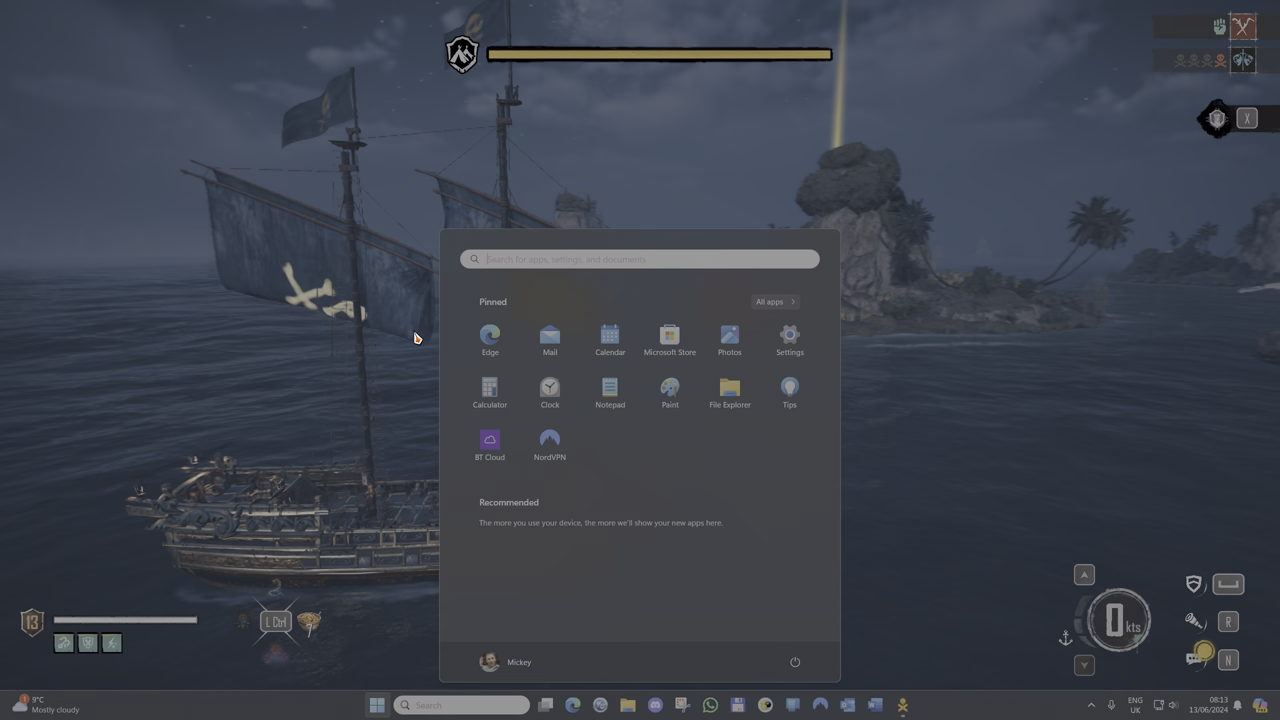 X
Search for apps, settings, and documents
Pinned
All apps
Edge
Mail
Calendar
Microsoft Store
Photos
Settings
Calculator
Clock
Notepad
Paint
File Explorer
Tips
BT Cloud
NordVPN
Recommended
The more you use your device, the more we'll show your new apps here.
13
L Ctrl
7
0 kts
R
N
Mickey
1
9°C
Mostly cloudy
Search
ENG
UK
08:13
13/06/2024